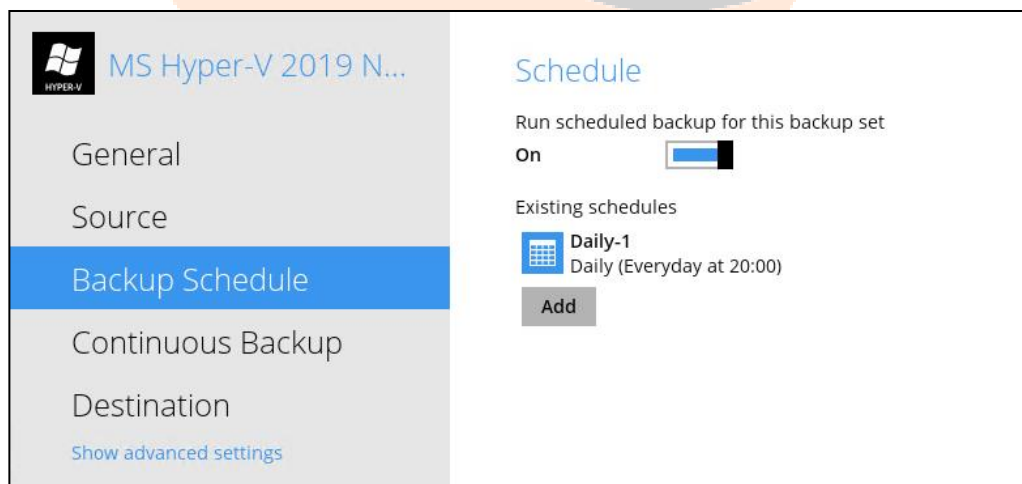 HYPER-V
MS Hyper-V 2019 N...
General
Source
Backup Schedule
Continuous Backup
Destination
Show advanced settings
Schedule
Run scheduled backup for this backup set
On
Existing schedules
Daily-1
Daily (Everyday at 20:00)
Add